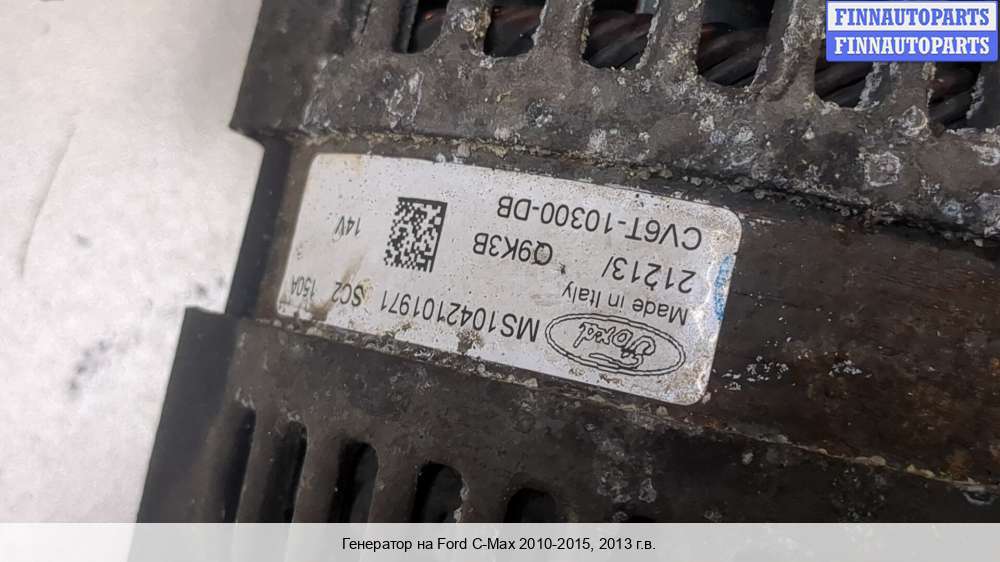 FINNAUTOPARTS
FINNAUTOPARTS
Ford
MS1042101971 SC2 150A
Made in Italy
21213/ Q9K3B 14V
CV6T-10300-DB
Генератор на Ford C-Max 2010-2015, 2013 г.в.